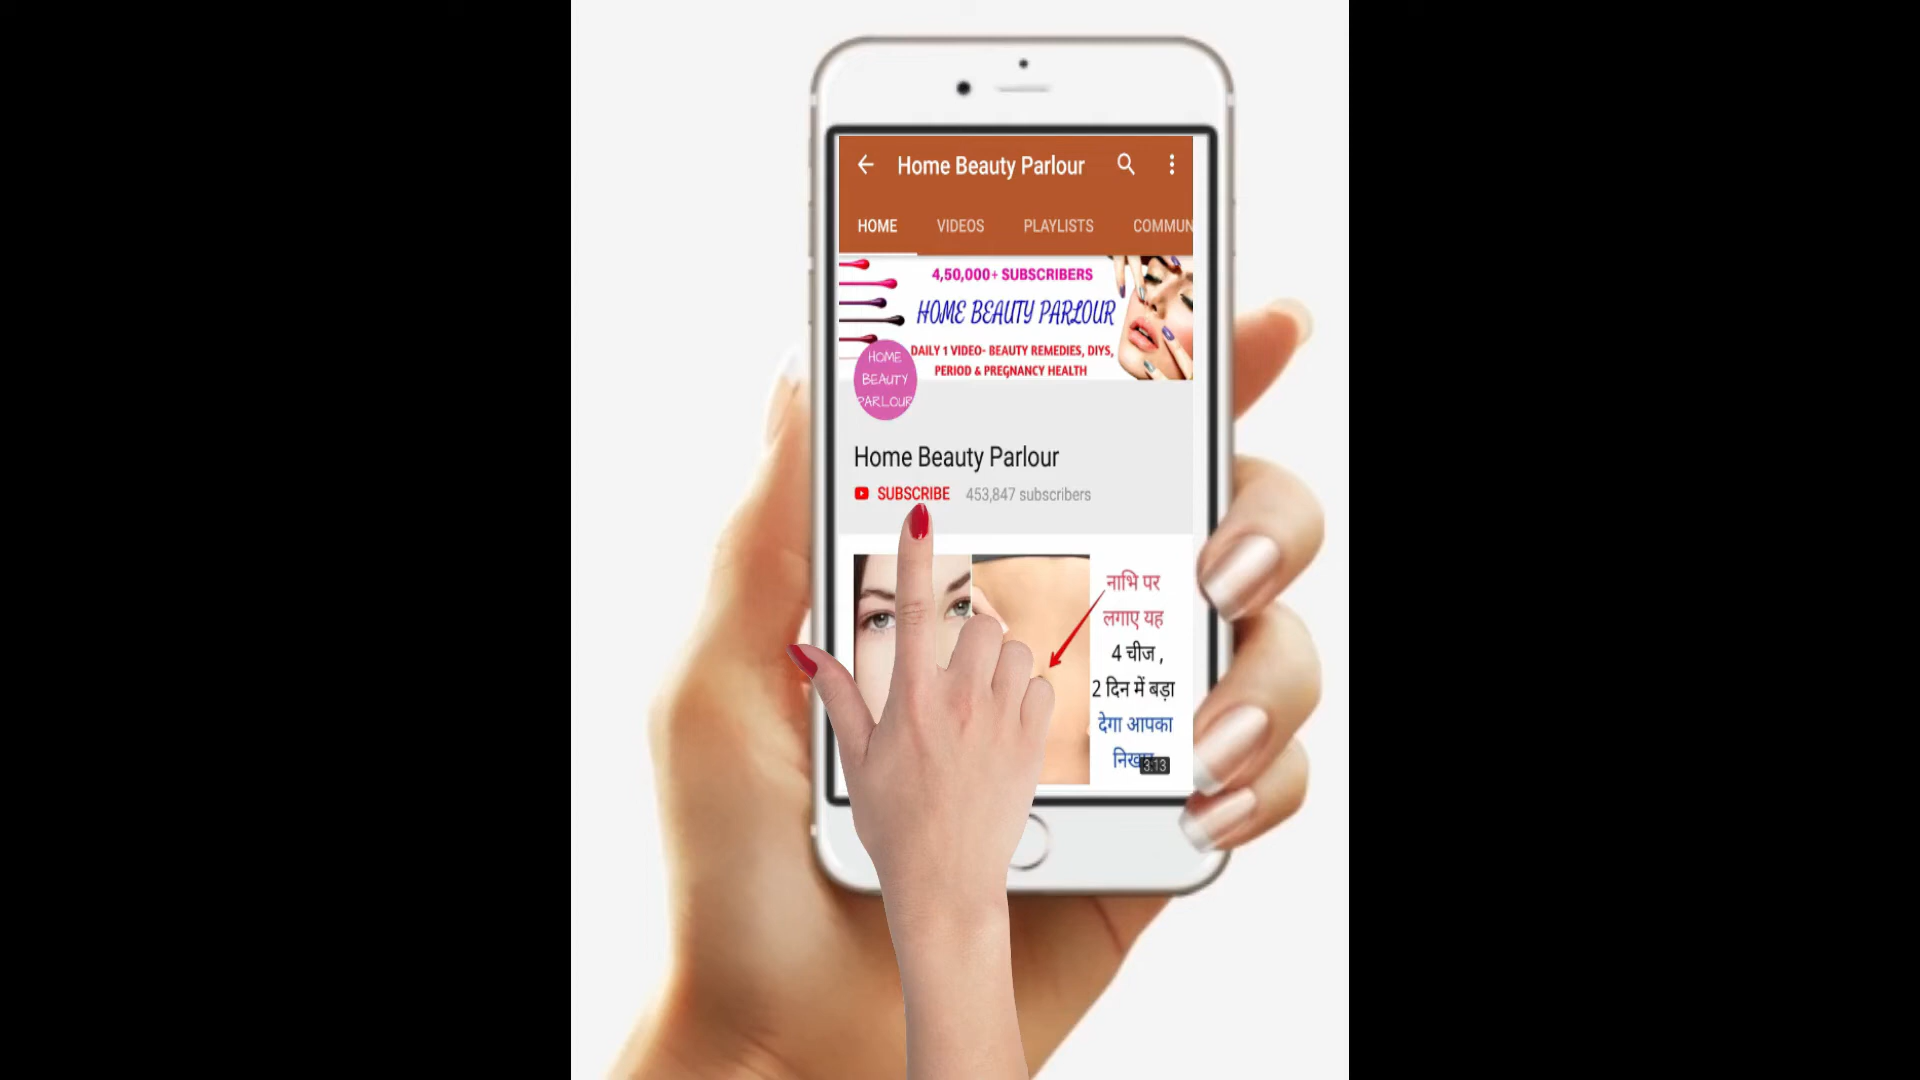 Home Beauty Parlour
HOME VIDEOS PLAYLISTS COMMUN
4,50,000+ SUBSCRIBERS
HOME BEAUTY PARLOUR
DAILY 1 VIDEO- BEAUTY REMEDIES, DIYS,
PERIOD & PREGNANCY HEALTH
HOME
BEAUTY
PARLOUR
Home Beauty Parlour
SUBSCRIBE 453,847 subscribers
नाभि पर
लगाए यह
4 चीज ,
2 दिन में बड़ा
देगा आपका
3:13